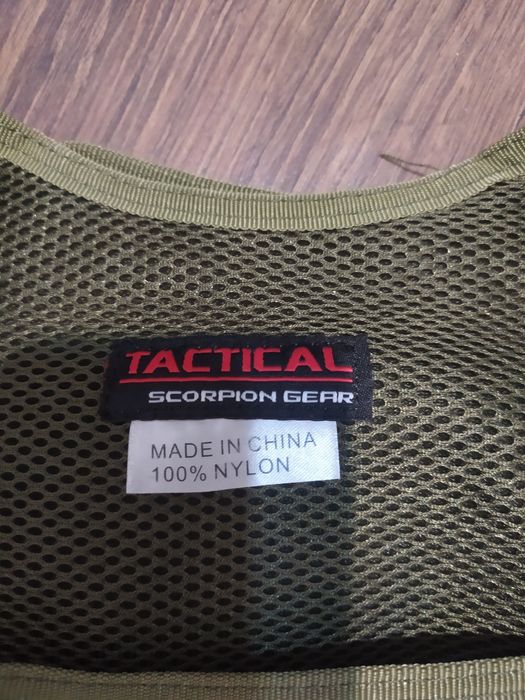 TACTICAL
SCORPION GEAR
MADE IN CHINA
100% NYLON